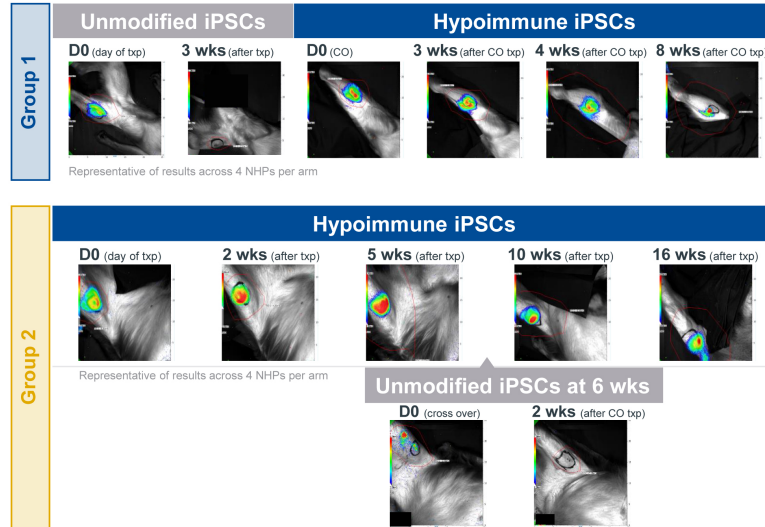 Unmodified iPSCs
Hypoimmune iPSCs
Group 1
D0 (day of txp)
3 wks (after txp)
D0 (CO)
3 wks (after CO txp)
4 wks (after CO txp)
8 wks (after CO txp)
Representative of results across 4 NHPs per arm
Group 2
Hypoimmune iPSCs
D0 (day of txp)
2 wks (after txp)
5 wks (after txp)
10 wks (after txp)
16 wks (after txp)
Representative of results across 4 NHPs per arm
Unmodified iPSCs at 6 wks
D0 (cross over)
2 wks (after CO txp)